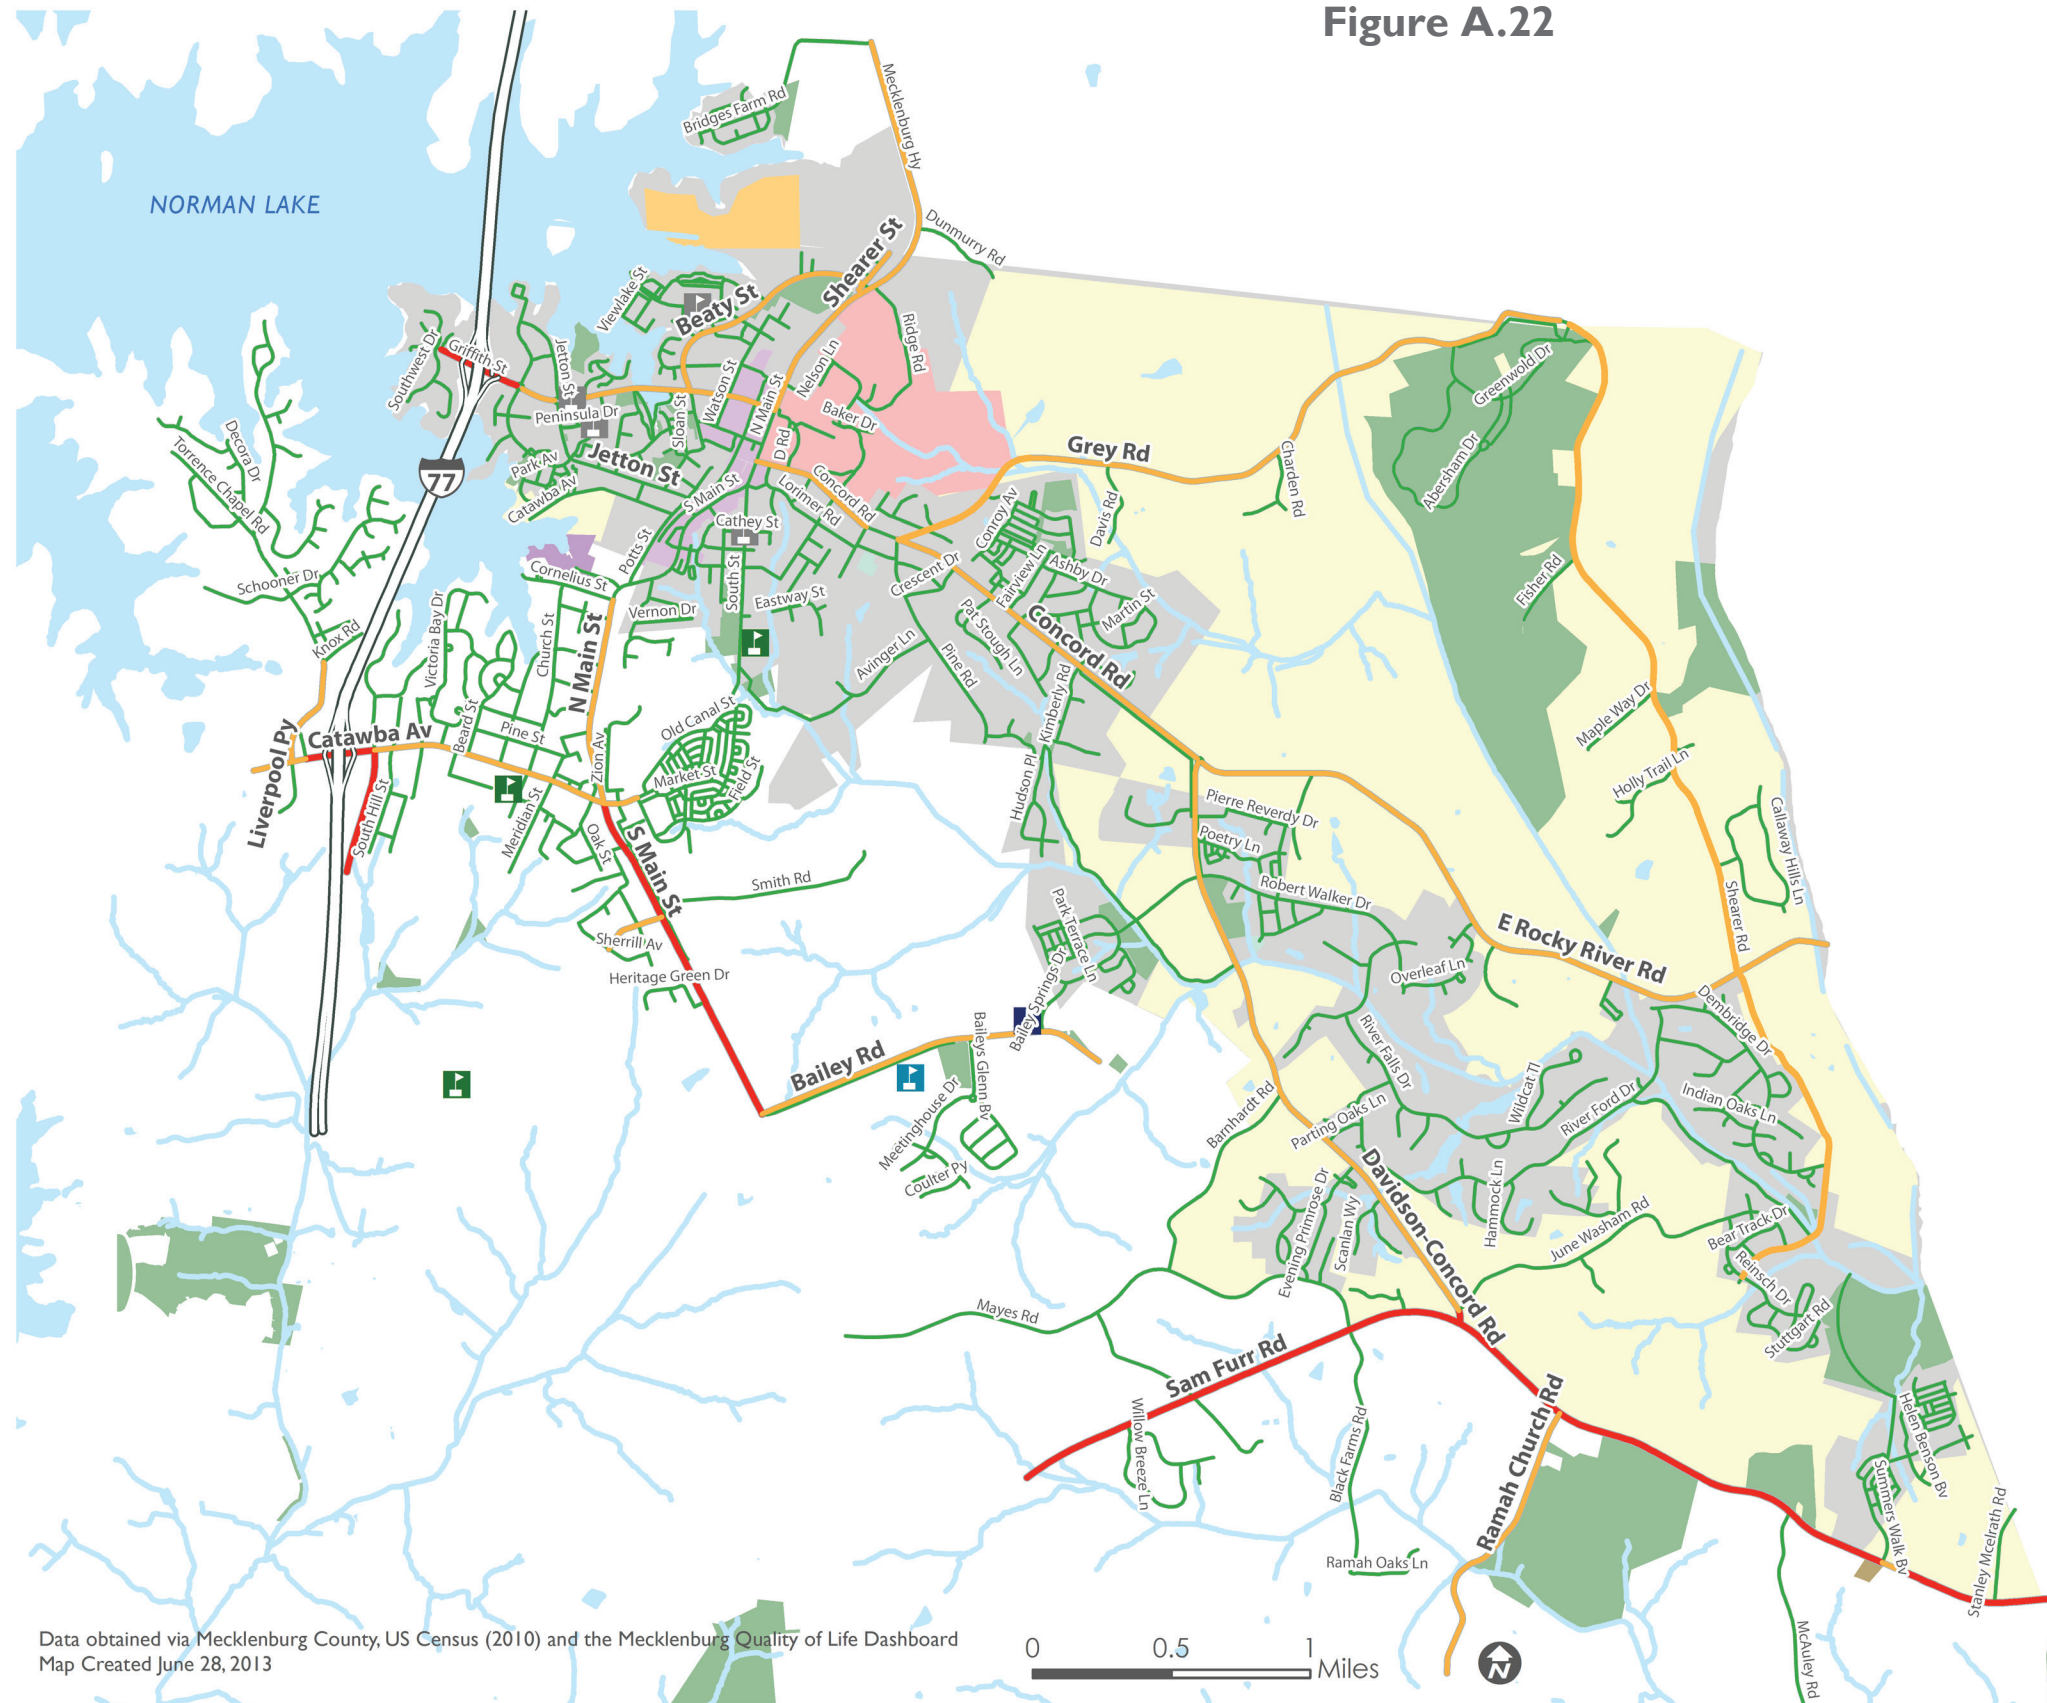 Figure A.22
Mecklenburg Hy
Bridges Farm Rd
NORMAN LAKE
Dunmurry Rd
Shearer St
Viewlake St
Beaty St
Ridge Rd
Southwest Dr
Griffith St
Jetton St
Nelson Ln
Watson St
N Main St
Greenwold Dr
Peninsula Dr
Sloan St
Baker Dr
D Rd
Decora Dr
Torrence Chapel Rd
77
Park Av
Catawba Av
Jetton St
S Main St
Lorimer Rd
Concord Rd
Grey Rd
Charden Rd
Abersham Dr
Cathey St
Conroy Av
Davis Rd
Potts St
Schooner Dr
Cornelius St
South St
Crescent Dr
Fairview Ln
Ashby Dr
Fisher Rd
Knox Rd
Victoria Bay Dr
Church St
Vernon Dr
Eastway St
Martin St
Avinger Ln
Pine Rd
Pat Stough Ln
Concord Rd
N Main St
Kimberly Rd
Maple Way Dr
Liverpool Py
Catawba Av
Beard St
Pine St
Zion Av
Old Canal St
Market St
Field St
Hudson Pl
Holly Trail Ln
South Hill St
Meridian St
Oak St
S Main St
Smith Rd
Pierre Reverdy Dr
Poetry Ln
Robert Walker Dr
Callaway Hills Ln
Shearer Rd
Park Terrace Ln
Sherrill Av
Heritage Green Dr
E Rocky River Rd
Overleaf Ln
Bailey Springs Dr
Baileys Glenn Bv
Bailey Rd
Dembridge Dr
River Falls Dr
Meetinghouse Dr
Coulter Py
Barnhardt Rd
Parting Oaks Ln
Wildcat Tl
River Ford Dr
Indian Oaks Ln
Davidson-Concord Rd
Evening Primrose Dr
Scanlan Wy
Hammock Ln
June Washam Rd
Bear Track Dr
Reinsch Dr
Stuttgart Rd
Mayes Rd
Sam Furr Rd
Willow Breeze Ln
Black Farms Rd
Ramah Church Rd
Helen Benson Bv
Summers Walk Bv
Stanley Mcelrath Rd
Ramah Oaks Ln
McAuley Rd
Data obtained via Mecklenburg County, US Census (2010) and the Mecklenburg Quality of Life Dashboard
Map Created June 28, 2013
0 0.5 1
Miles
N